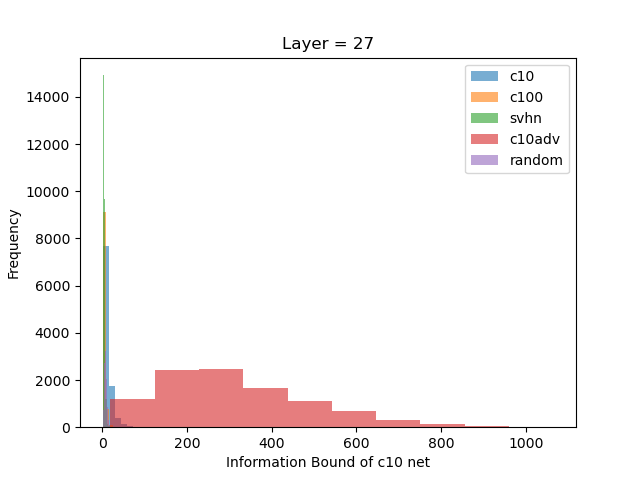 Layer = 27
c10
c100
svhn
c10adv
random
14000
12000
10000
8000
6000
4000
2000
0
Frequency
0 200 400 600 800 1000
Information Bound of c10 net